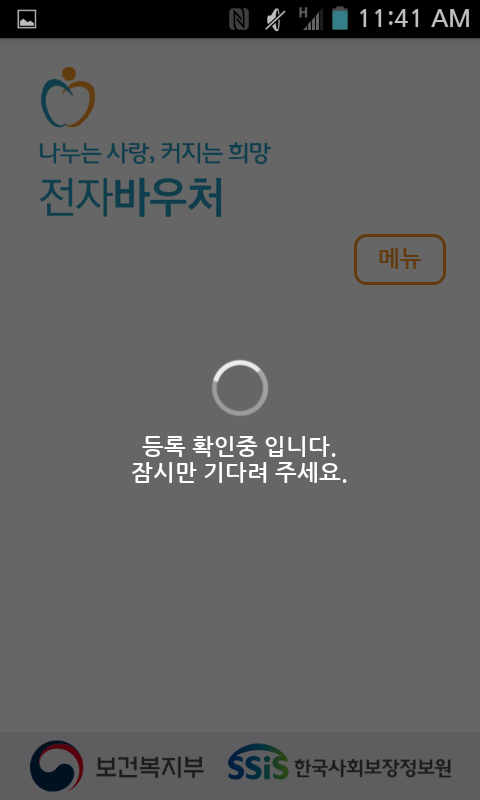 H
11:41 AM
나누는 사랑, 커지는 희망
전자바우처
메뉴
등록 확인중 입니다.
잠시만 기다려 주세요.
보건복지부
SSiS 한국사회보장정보원